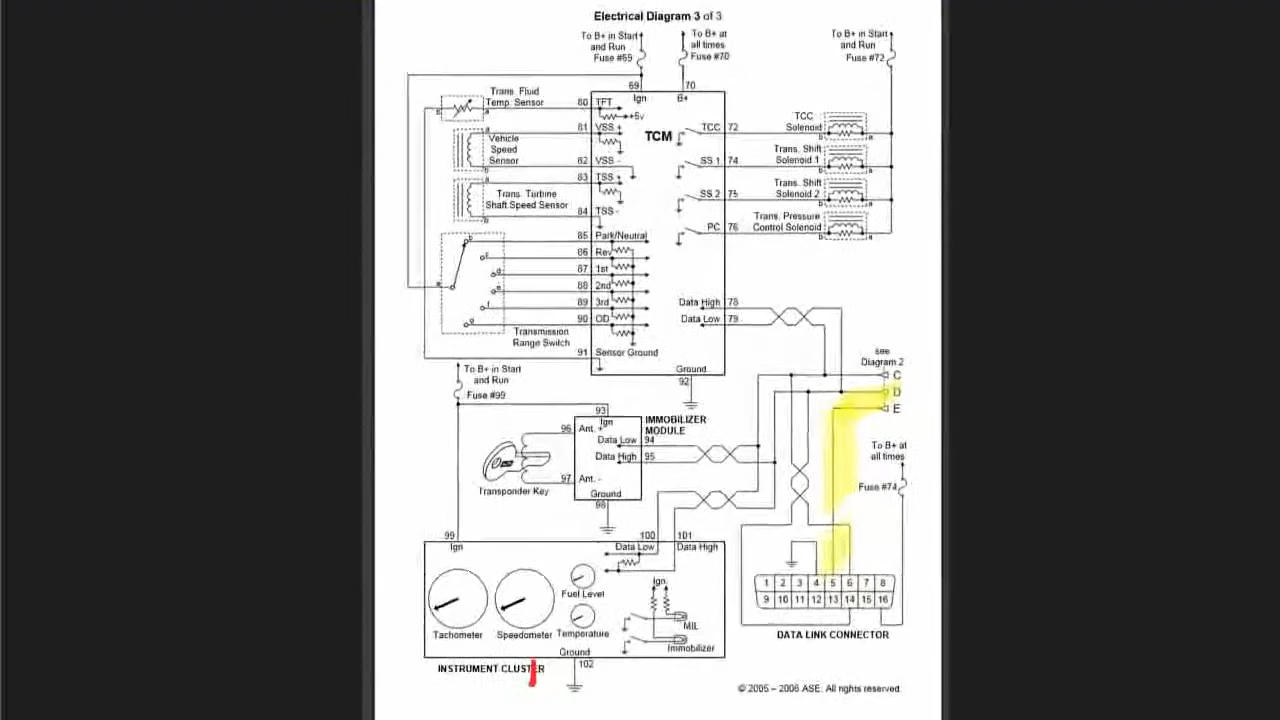 Electrical Diagram 3 of 3
To B+ in Start
and Run
Fuse #69
To B+ at
all times
Fuse #70
To B+ in Start
and Run
Fuse #72
69
Ign
70
B+
Trans. Fluid
Temp. Sensor
b
a
80 TFT
+5v
TCM
81 VSS +
Vehicle
Speed
Sensor
a
b
82 VSS -
83 TSS +
Trans. Turbine
Shaft Speed Sensor
a
b
84 TSS -
85 Park/Neutral
86 Rev
87 1st
88 2nd
89 3rd
90 OD
a
b
c
d
e
f
g
Transmission
Range Switch
91 Sensor Ground
TCC 72
TCC
Solenoid
b
a
SS 1 74
Trans. Shift
Solenoid 1
b
a
SS 2 75
Trans. Shift
Solenoid 2
b
a
PC 76
Trans. Pressure
Control Solenoid
b
a
Data High 78
Data Low 79
Ground
92
see
Diagram 2
C
D
E
To B+ in Start
and Run
Fuse #99
93
Ign
IMMOBILIZER
MODULE
96 Ant. +
Data Low 94
Data High 95
97 Ant. -
Ground
98
Transponder Key
To B+ at
all times
Fuse #74
99
Ign
100 101
Data Low Data High
Fuel Level
Ign.
Tachometer
Speedometer
Temperature
MIL
Immobilizer
Ground
102
INSTRUMENT CLUSTER
1 2 3 4 5 6 7 8
9 10 11 12 13 14 15 16
DATA LINK CONNECTOR
© 2005 – 2006 ASE. All rights reserved.